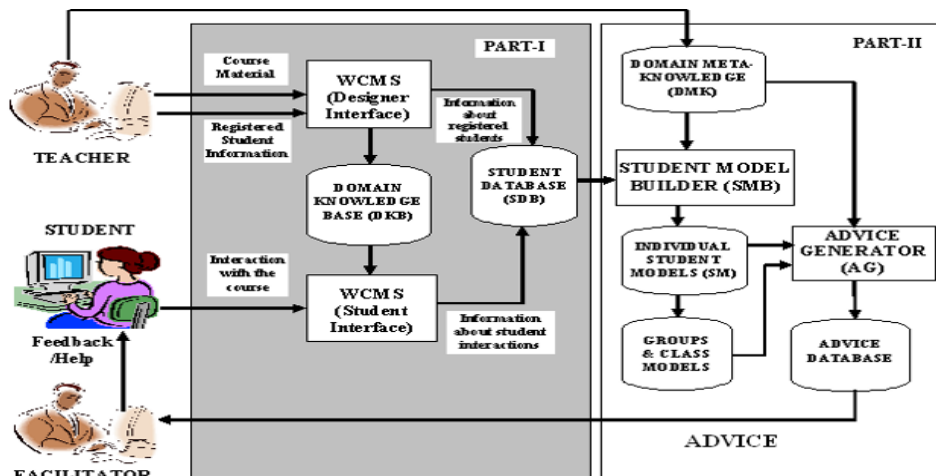 PART-I
PART-II
Course
Material
WCMS
(Designer
Interface)
Information
about
registered
students
DOMAIN META-
KNOWLEDGE
(DMK)
TEACHER
Registered
Student
Information
STUDENT
DATABASE
(SDB)
STUDENT MODEL
BUILDER (SMB)
DOMAIN
KNOWLEDGE
BASE (DKB)
STUDENT
Interaction
with the
course
WCMS
(Student
Interface)
INDIVIDUAL
STUDENT
MODELS (SM)
ADVICE
GENERATOR
(AG)
Information
about student
interactions
Feedback
/Help
GROUPS
& CLASS
MODELS
ADVICE
DATABASE
ADVICE
FACILITATOR